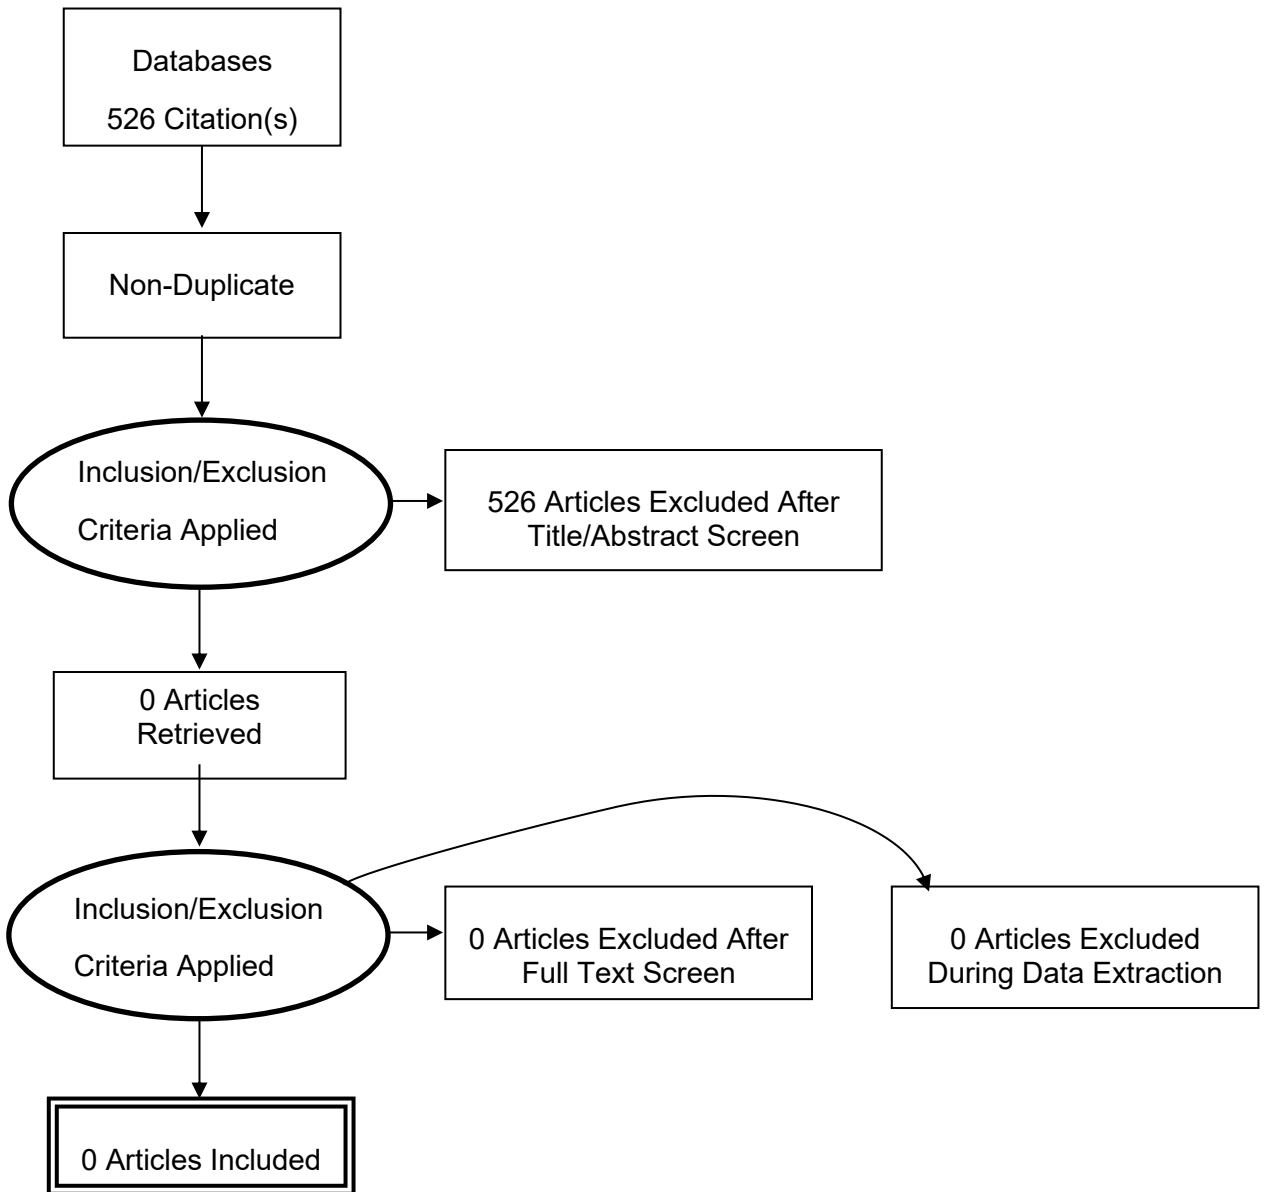 Databases
526 Citation(s)
Non-Duplicate
Inclusion/Exclusion
Criteria Applied
526 Articles Excluded After
Title/Abstract Screen
0 Articles
Retrieved
Inclusion/Exclusion
Criteria Applied
0 Articles Excluded After
Full Text Screen
0 Articles Excluded
During Data Extraction
0 Articles Included